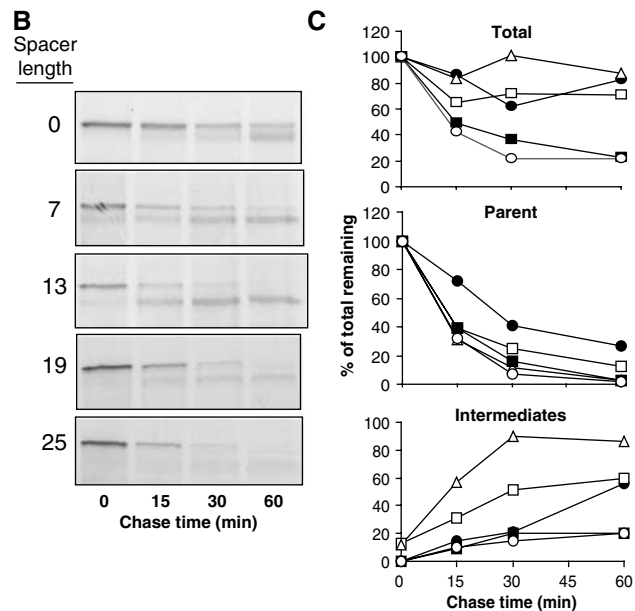 B
Spacer
length
0
7
13
19
25
0 15 30 60
Chase time (min)
C
Total
120
100
80
60
40
20
0
Parent
120
100
80
60
40
20
0
% of total remaining
Intermediates
100
80
60
40
20
0
0 15 30 45 60
Chase time (min)